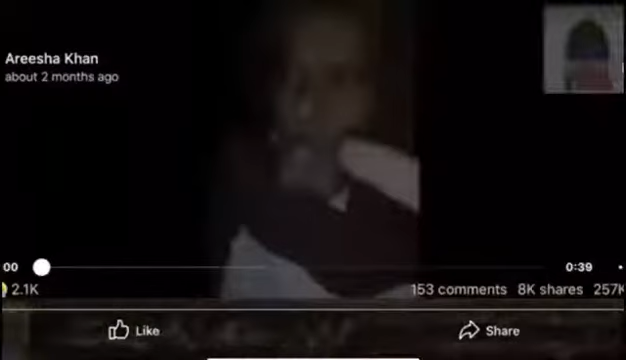 Areesha Khan
about 2 months ago
00 0:39
2.1K 153 comments 8K shares 257K
Like Share